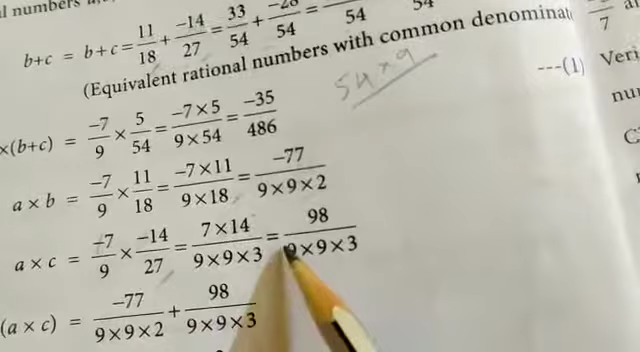 b+c = b+c = 11/18 + -14/27 = 33/54 + -28/54 = /54 54
(Equivalent rational numbers with common denominat
54 × 9
---(1) Veri
×(b+c) = -7/9 × 5/54 = -7×5/9×54 = -35/486
a × b = -7/9 × 11/18 = -7×11/9×18 = -77/9×9×2
a × c = -7/9 × -14/27 = 7×14/9×9×3 = 98/9×9×3
(a × c) = -77/9×9×2 + 98/9×9×3